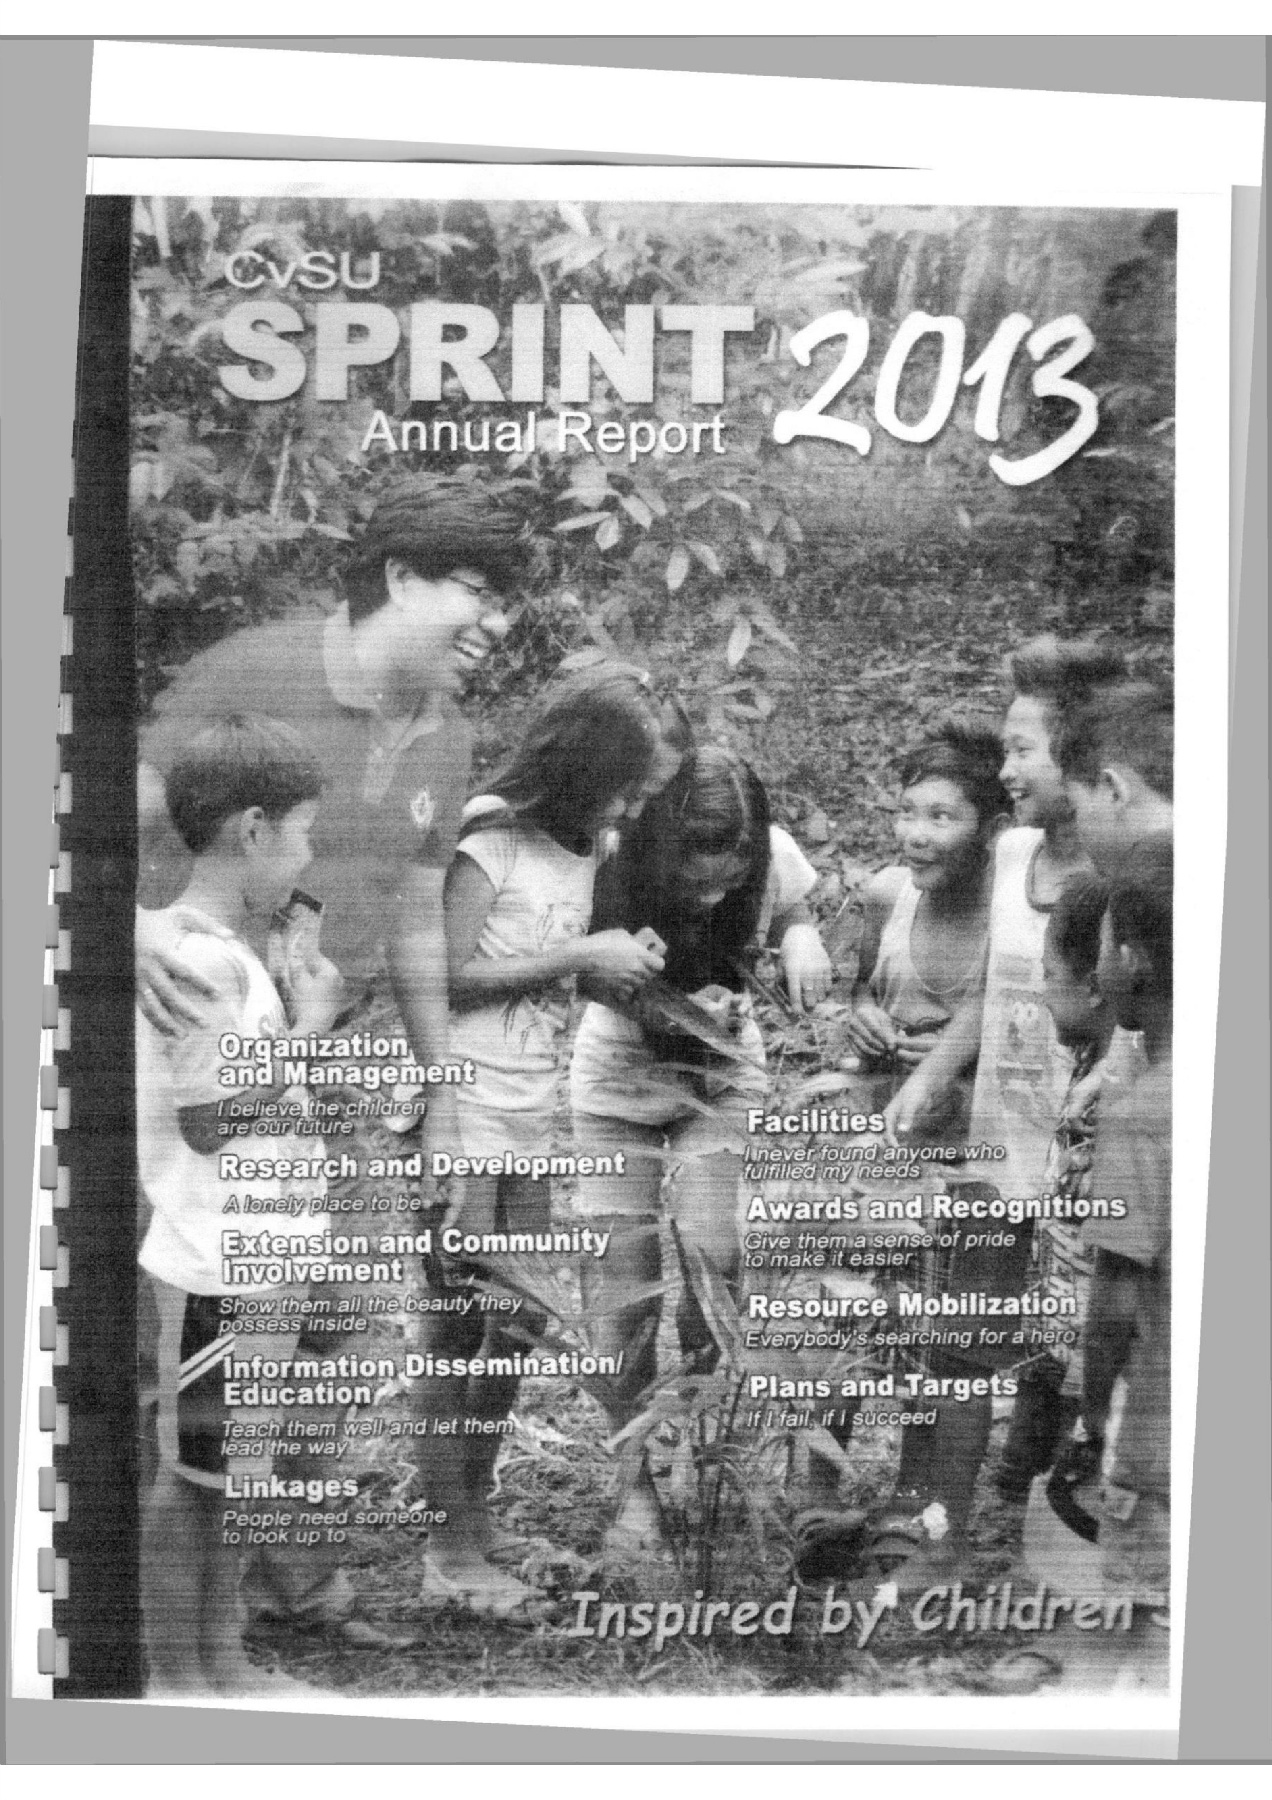 CvSU
SPRINT 2013
Annual Report
Organization
and Management
I believe the children
are our future
Research and Development
A lonely place to be
Extension and Community
Involvement
Show them all the beauty they
possess inside
Information Dissemination/
Education
Teach them well and let them
lead the way
Linkages
People need someone
to look up to
Facilities
I never found anyone who
fulfilled my needs
Awards and Recognitions
Give them a sense of pride
to make it easier
Resource Mobilization
Everybody's searching for a hero
Plans and Targets
If I fail, if I succeed
Inspired by Children